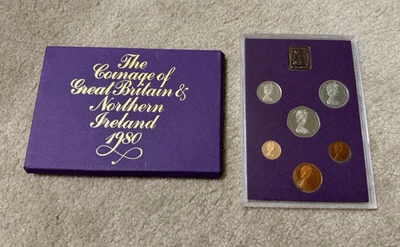 The
Coinage of
Great Britain &
Northern
Ireland
1980